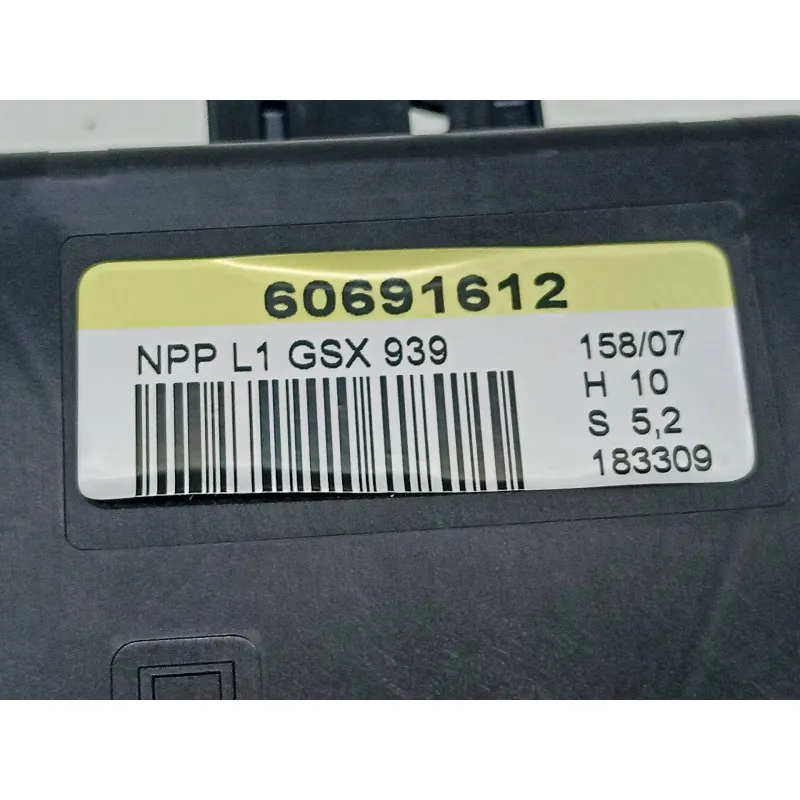 60691612
NPP L1 GSX 939
158/07
H 10
S 5,2
183309